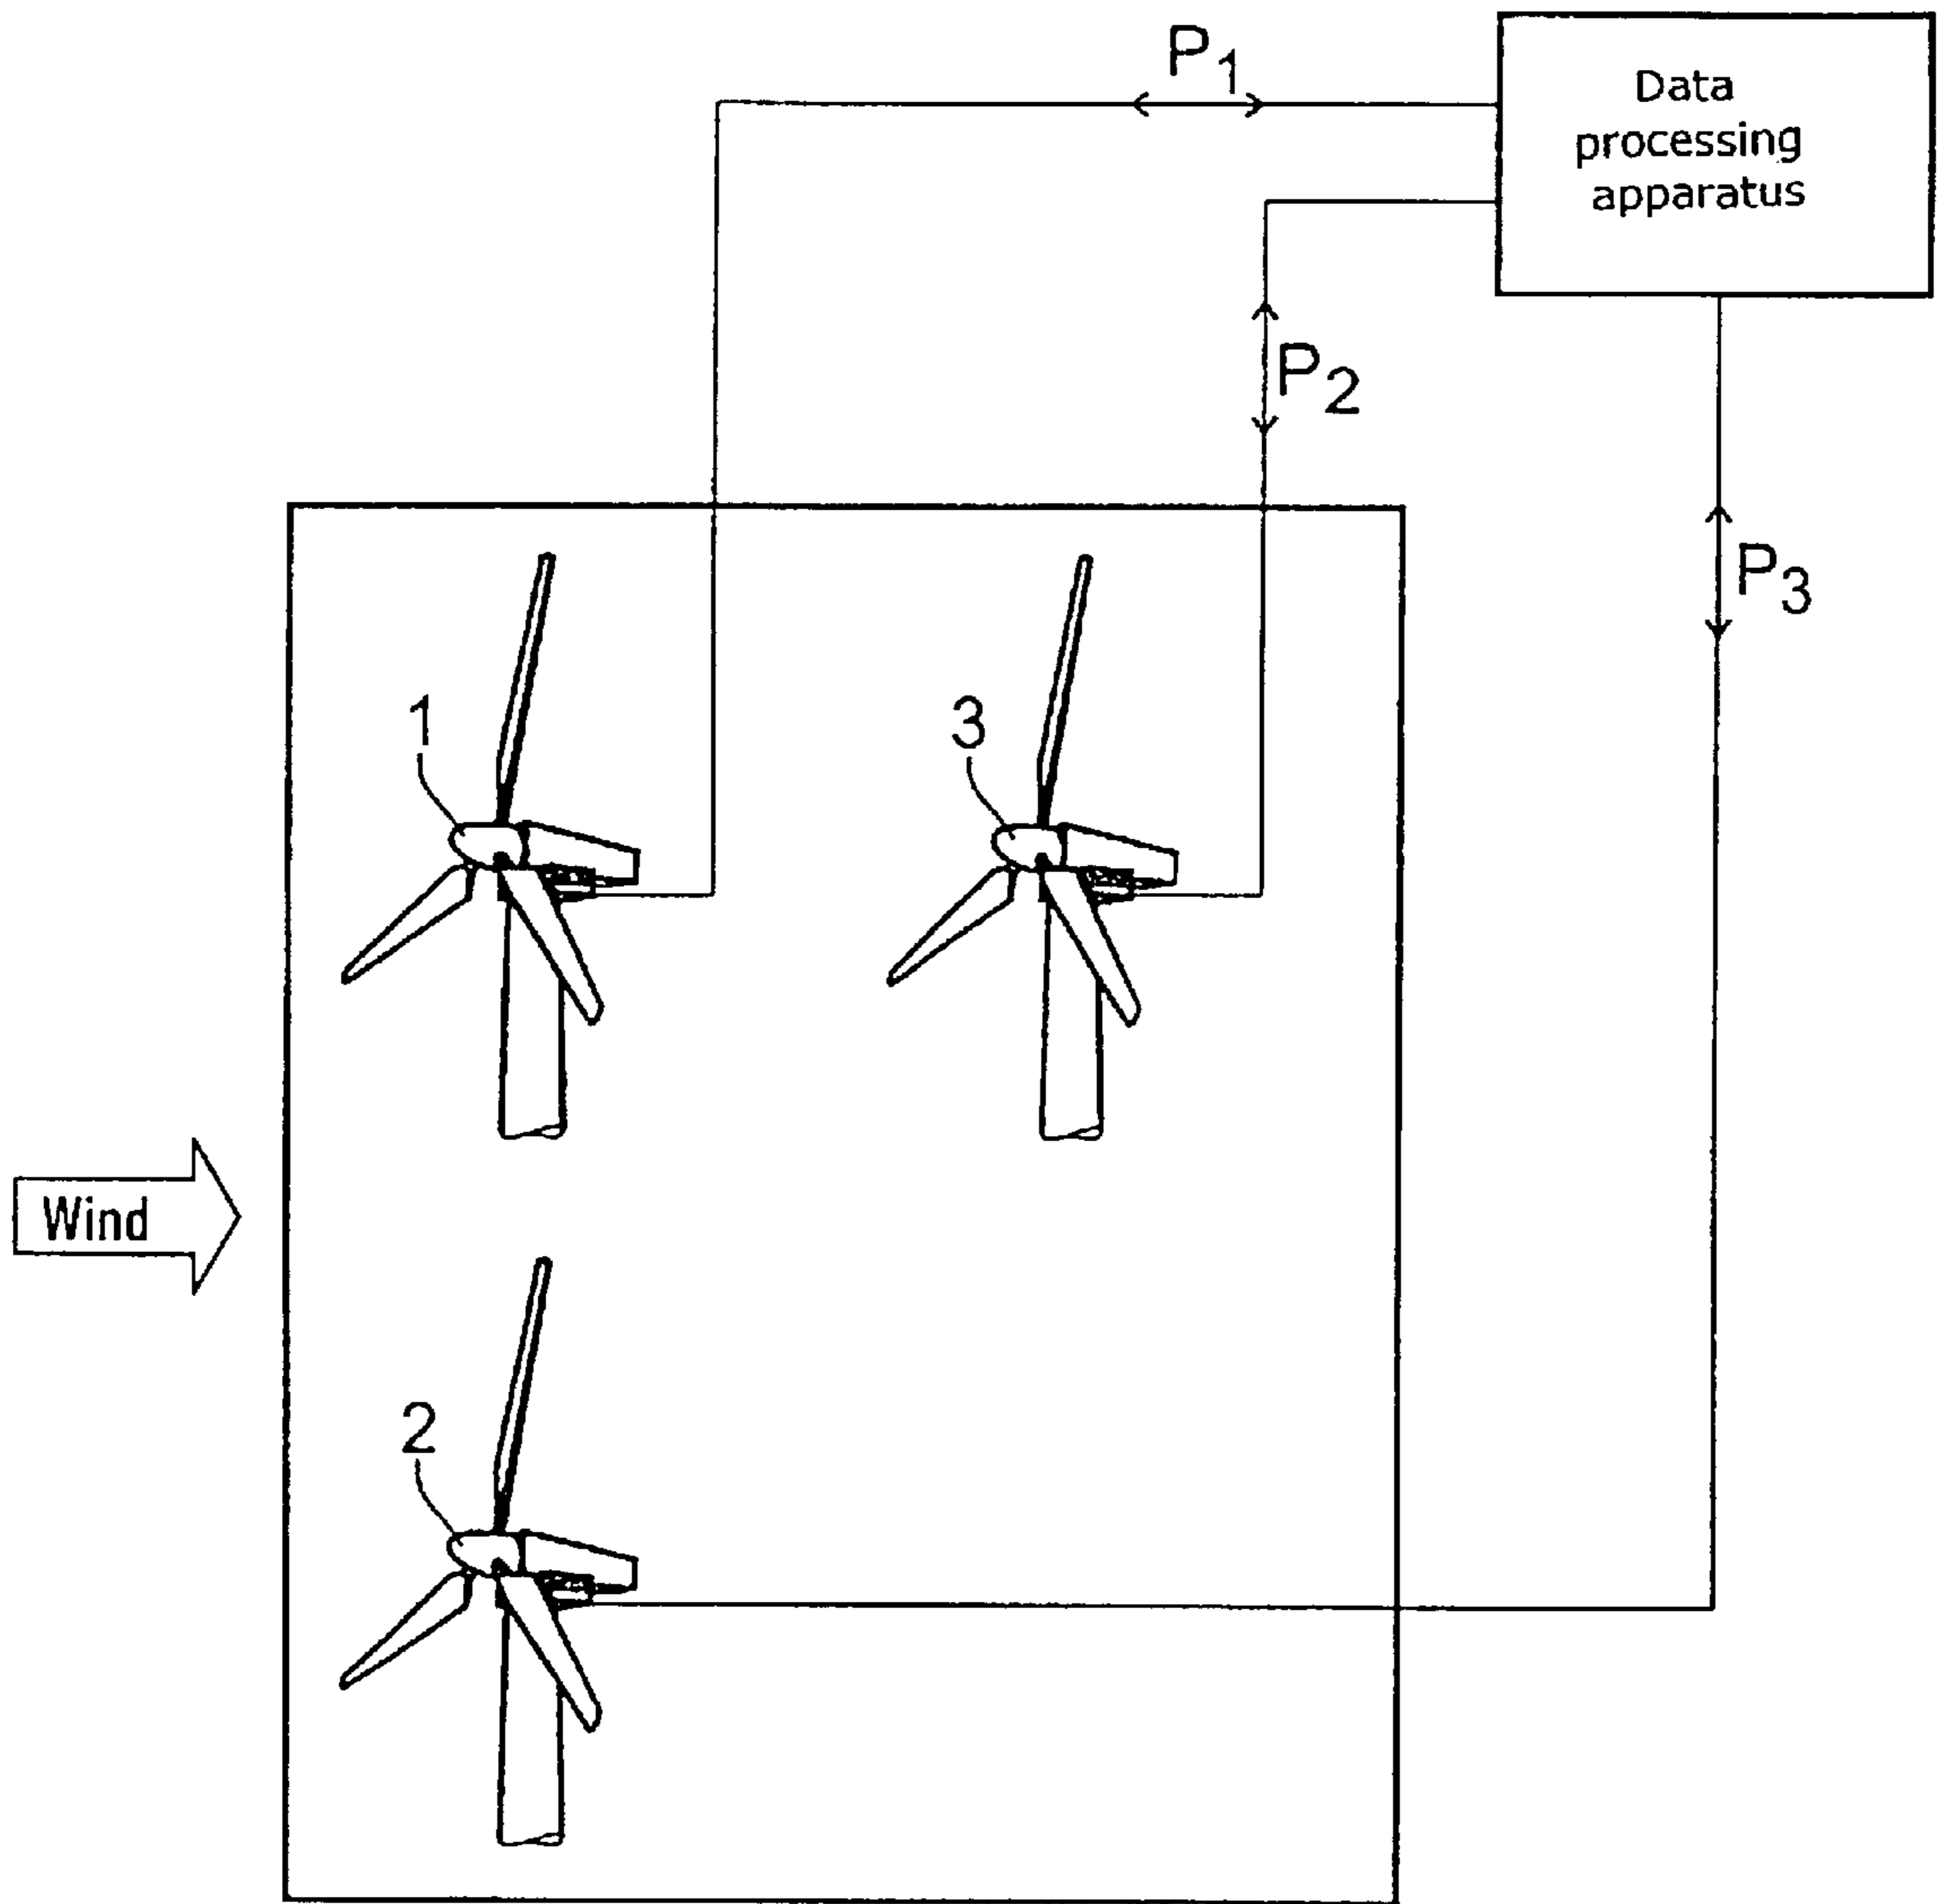 P1
Data
processing
apparatus
P2
P3
1
3
Wind
2